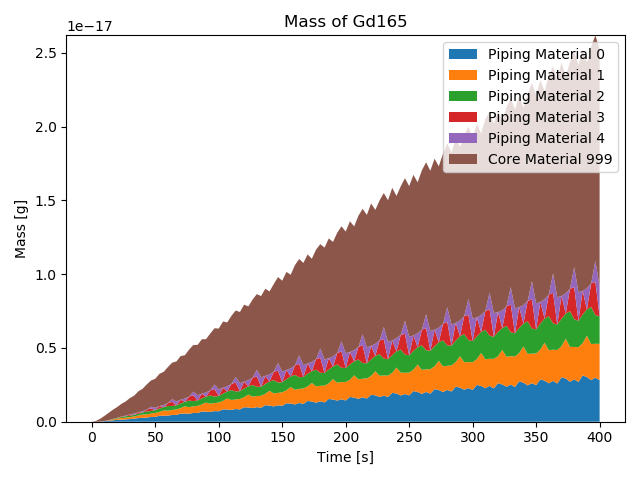 Mass of Gd165
1e−17
Piping Material 0
Piping Material 1
Piping Material 2
Piping Material 3
Piping Material 4
Core Material 999
2.5
2.0
1.5
1.0
0.5
0.0
Mass [g]
0 50 100 150 200 250 300 350 400
Time [s]